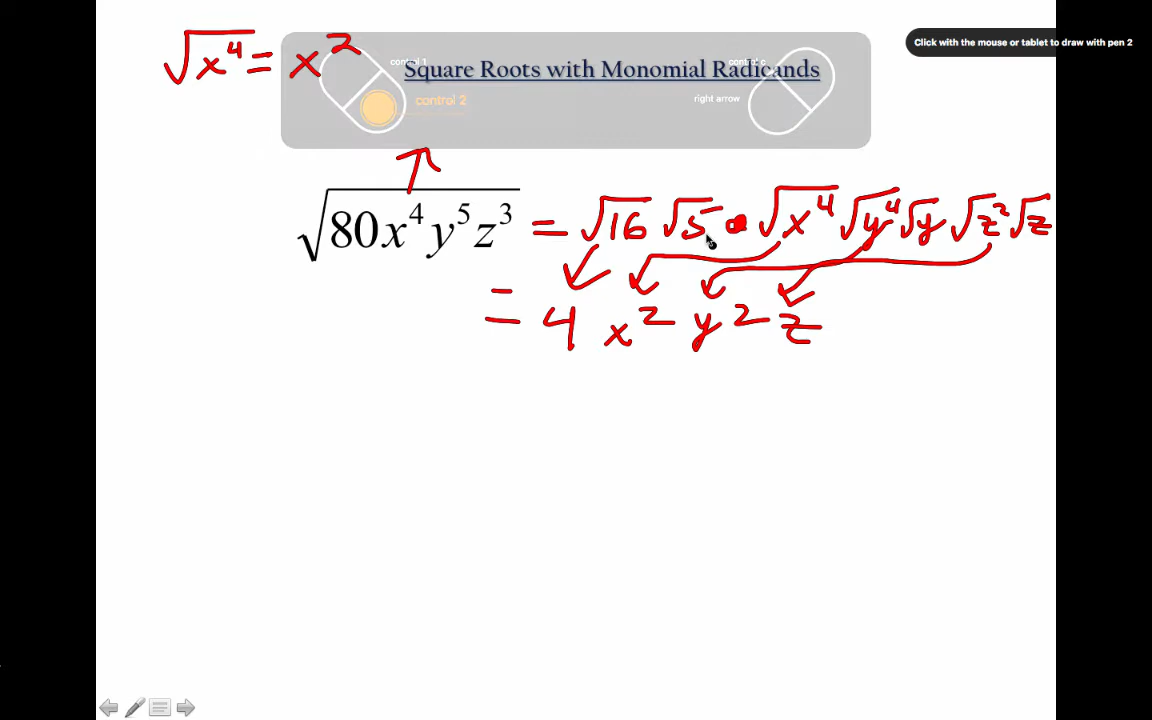 √x⁴ = x²
Click with the mouse or tablet to draw with pen 2
control 1
control c
Square Roots with Monomial Radicands
control 2
right arrow
√80x⁴y⁵z³ = √16 √5 • √x⁴ √y⁴ √y √z² √z
= 4 x² y² z